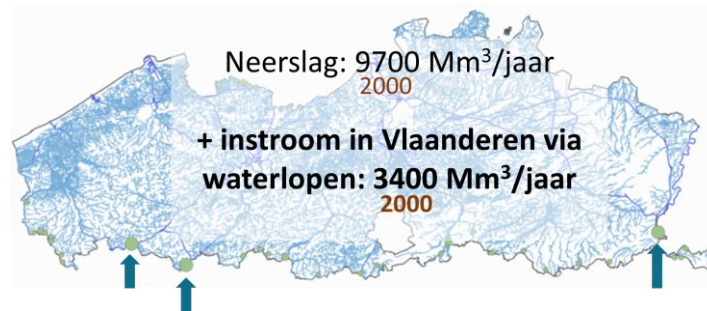 Neerslag: 9700 Mm³/jaar
2000
+ instroom in Vlaanderen via
waterlopen: 3400 Mm³/jaar
2000